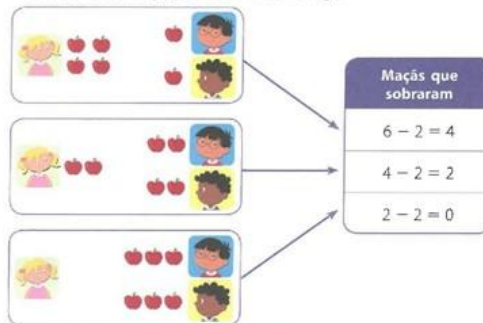 Maçãs que
sobraram
6 − 2 = 4
4 − 2 = 2
2 − 2 = 0